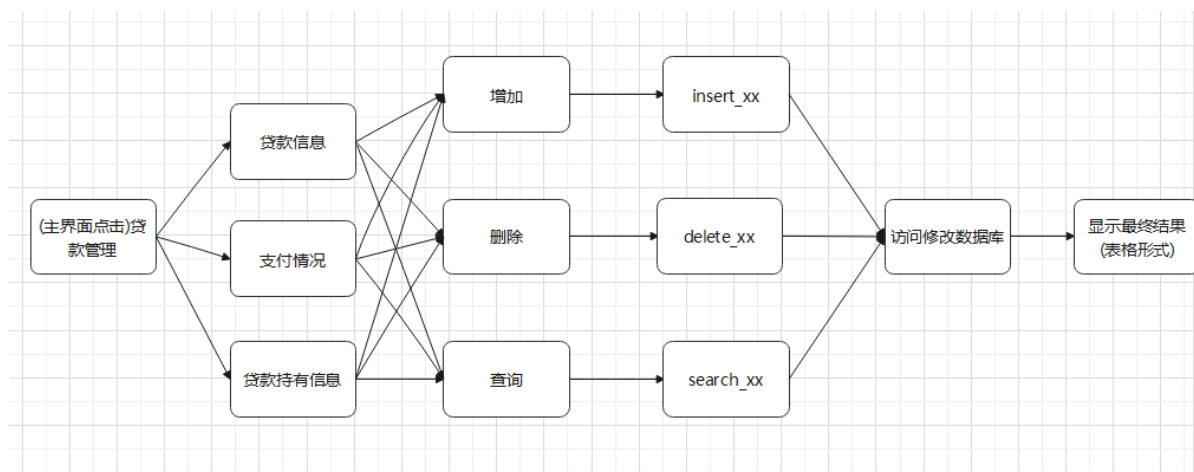 (主界面点击)贷
款管理
贷款信息
支付情况
贷款持有信息
增加
删除
查询
insert_xx
delete_xx
search_xx
访问修改数据库
显示最终结果
(表格形式)